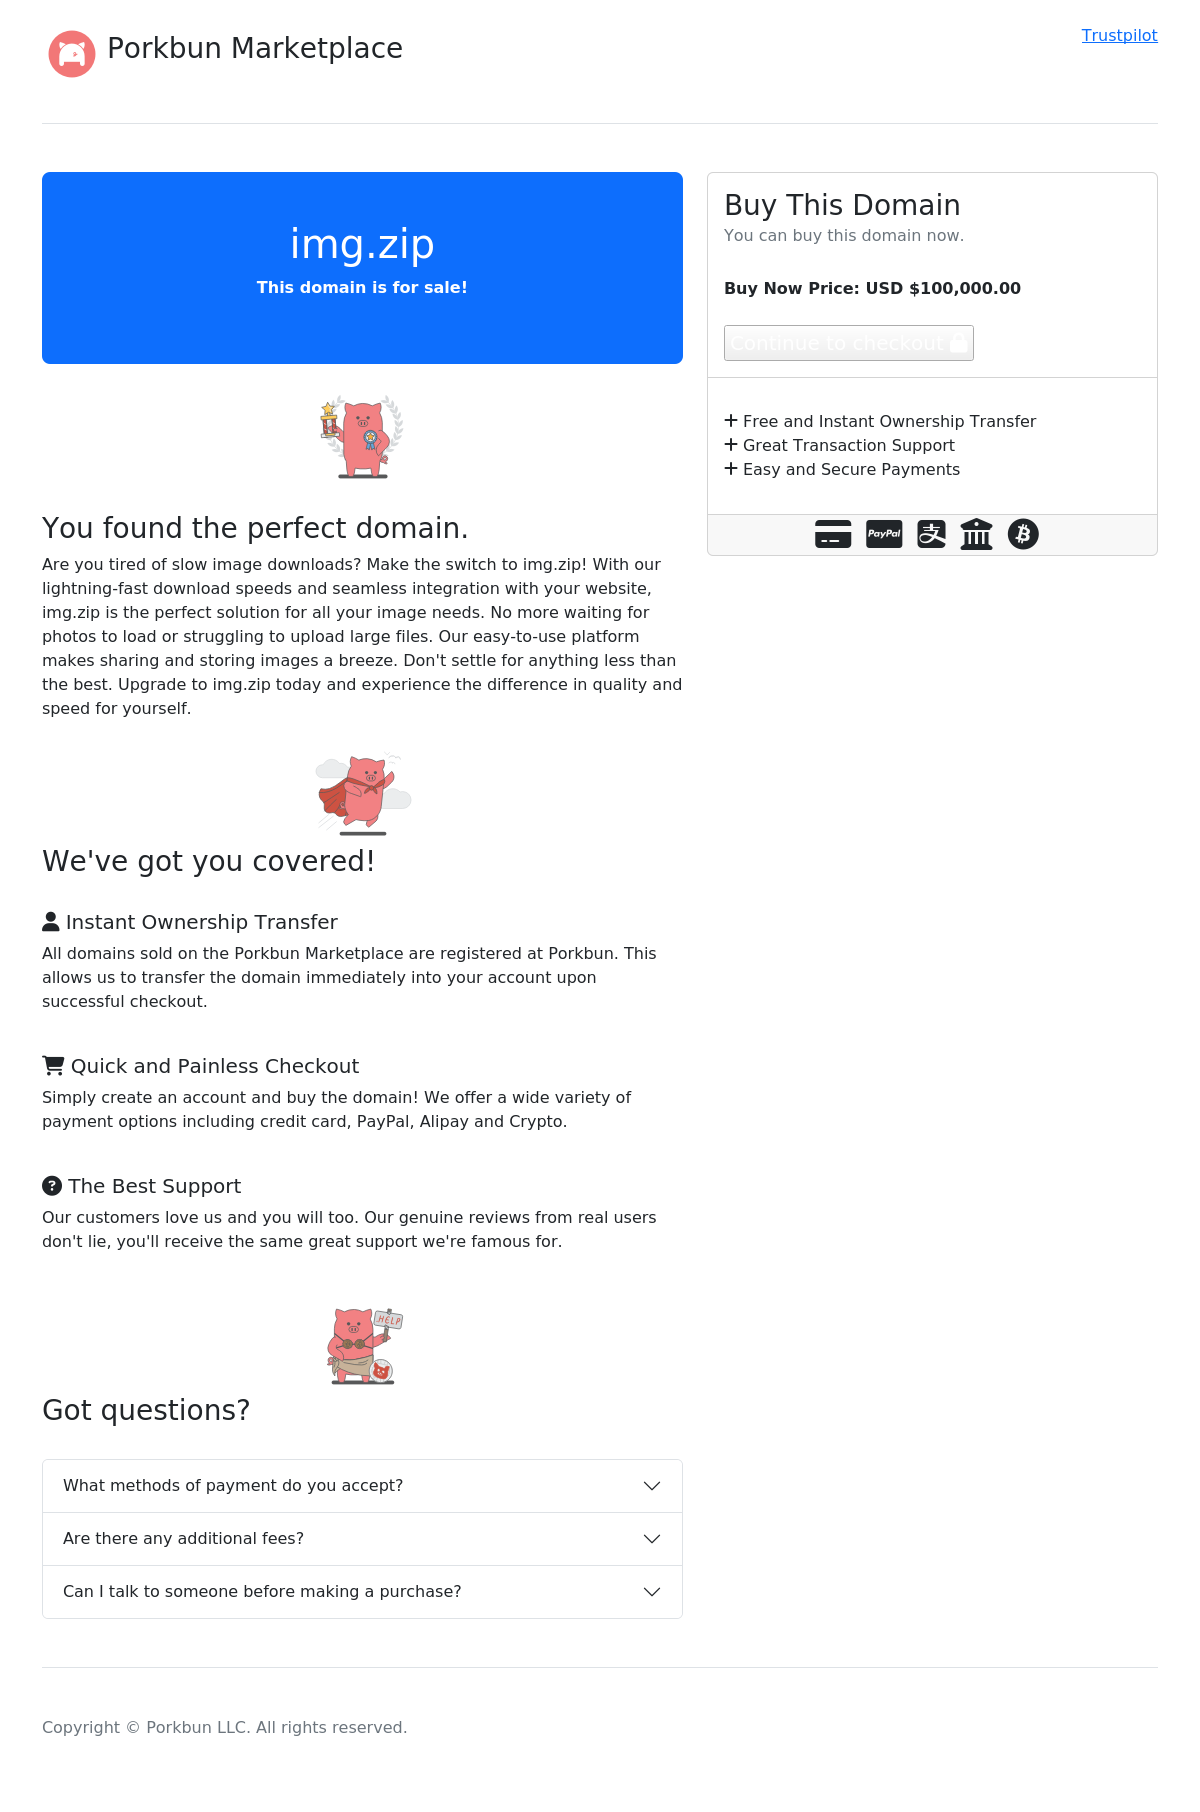 Porkbun Marketplace
Trustpilot
img.zip
This domain is for sale!
Buy This Domain
You can buy this domain now.
Buy Now Price: USD $100,000.00
Continue to checkout
Free and Instant Ownership Transfer
Great Transaction Support
Easy and Secure Payments
PayPal
You found the perfect domain.
Are you tired of slow image downloads? Make the switch to img.zip! With our
lightning-fast download speeds and seamless integration with your website,
img.zip is the perfect solution for all your image needs. No more waiting for
photos to load or struggling to upload large files. Our easy-to-use platform
makes sharing and storing images a breeze. Don't settle for anything less than
the best. Upgrade to img.zip today and experience the difference in quality and
speed for yourself.
We've got you covered!
Instant Ownership Transfer
All domains sold on the Porkbun Marketplace are registered at Porkbun. This
allows us to transfer the domain immediately into your account upon
successful checkout.
Quick and Painless Checkout
Simply create an account and buy the domain! We offer a wide variety of
payment options including credit card, PayPal, Alipay and Crypto.
The Best Support
Our customers love us and you will too. Our genuine reviews from real users
don't lie, you'll receive the same great support we're famous for.
HELP
Got questions?
What methods of payment do you accept?
Are there any additional fees?
Can I talk to someone before making a purchase?
Copyright © Porkbun LLC. All rights reserved.